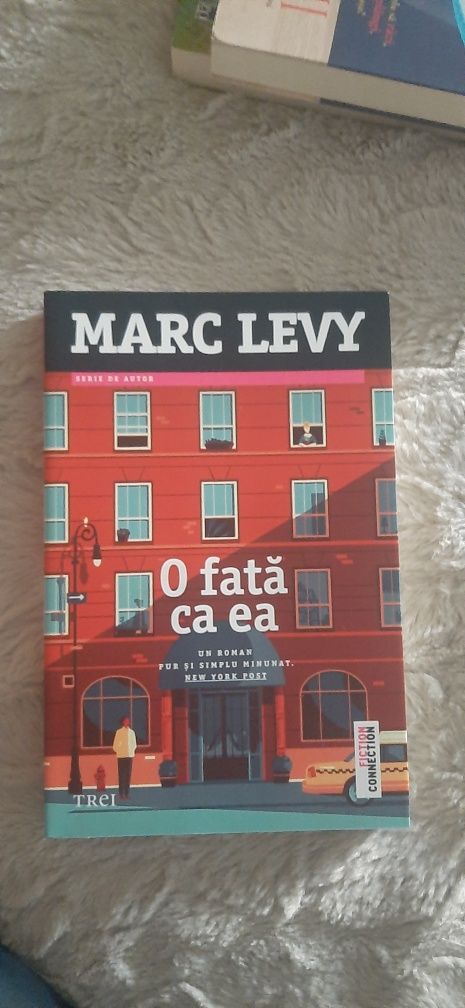 MARC LEVY
SERIE DE AUTOR
O fată
ca ea
UN ROMAN
PUR ȘI SIMPLU MINUNAT.
NEW YORK POST
FICTION
CONNECTION
TREI